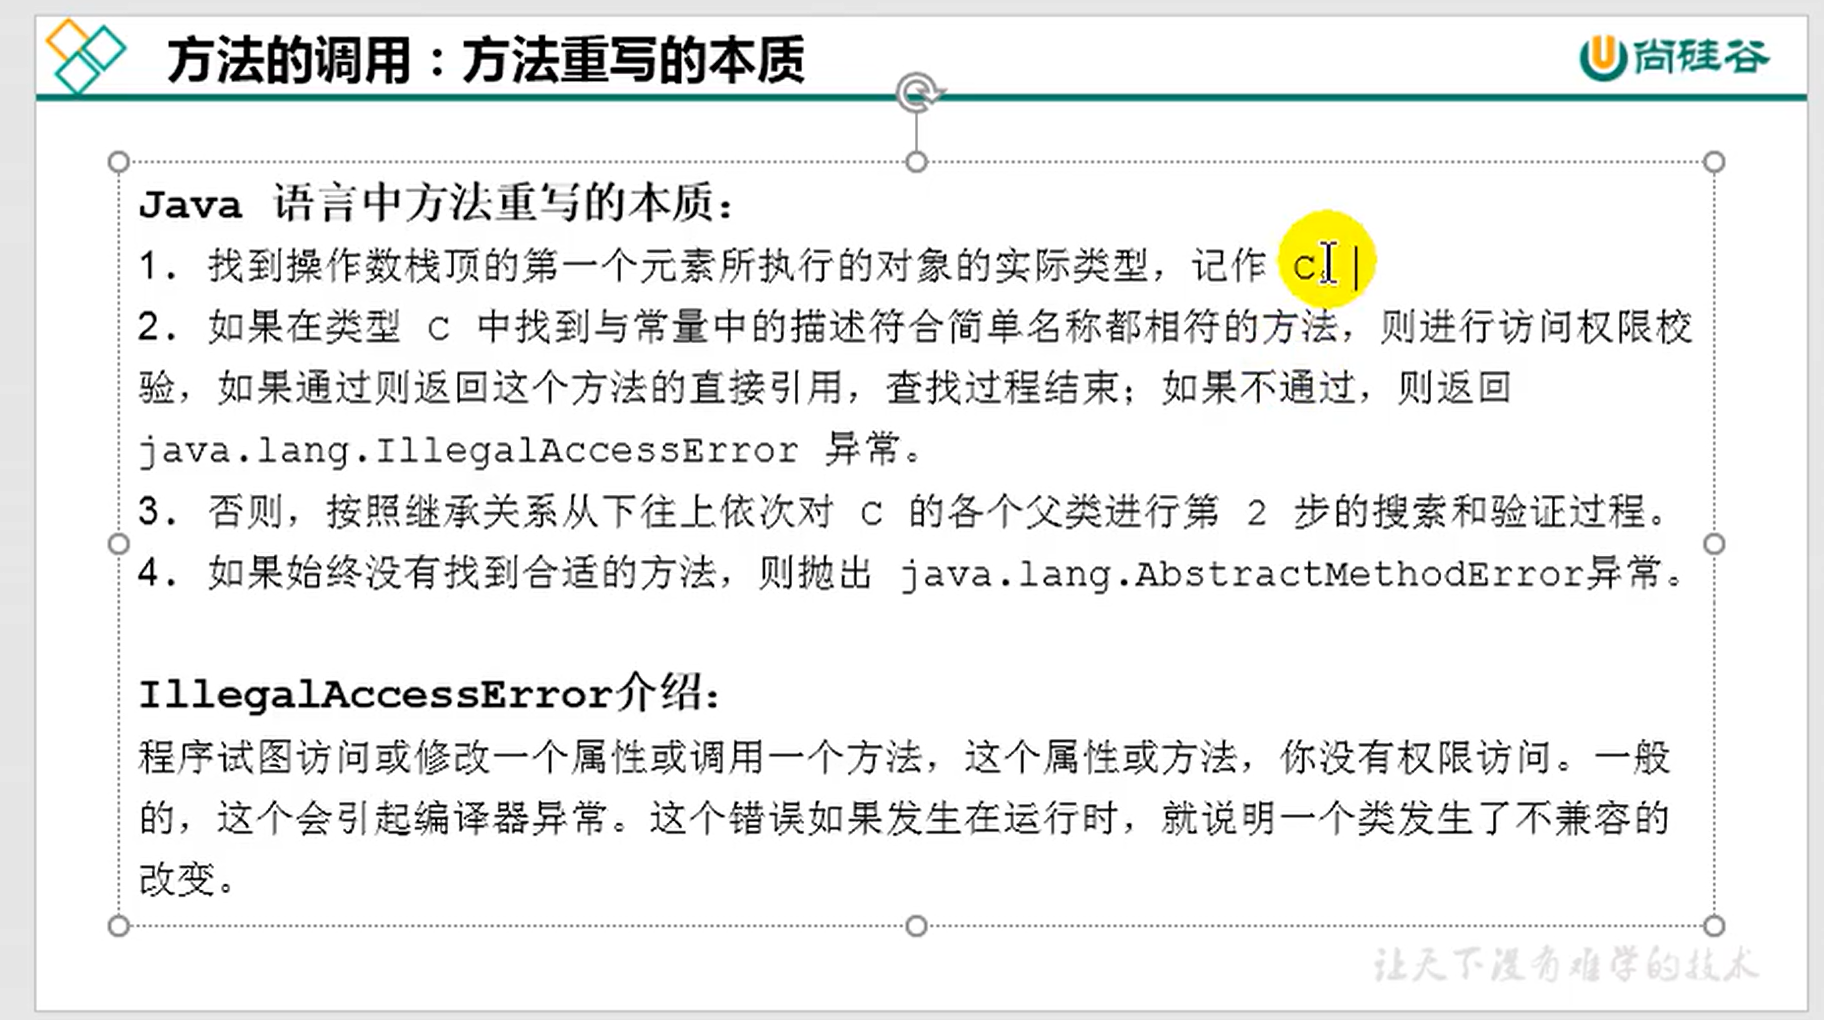 方法的调用：方法重写的本质
尚硅谷
Java 语言中方法重写的本质：
1. 找到操作数栈顶的第一个元素所执行的对象的实际类型，记作 C。
2. 如果在类型 C 中找到与常量中的描述符合简单名称都相符的方法，则进行访问权限校
验，如果通过则返回这个方法的直接引用，查找过程结束；如果不通过，则返回
java.lang.IllegalAccessError 异常。
3. 否则，按照继承关系从下往上依次对 C 的各个父类进行第 2 步的搜索和验证过程。
4. 如果始终没有找到合适的方法，则抛出 java.lang.AbstractMethodError异常。
IllegalAccessError介绍：
程序试图访问或修改一个属性或调用一个方法，这个属性或方法，你没有权限访问。一般
的，这个会引起编译器异常。这个错误如果发生在运行时，就说明一个类发生了不兼容的
改变。
让天下没有难学的技术